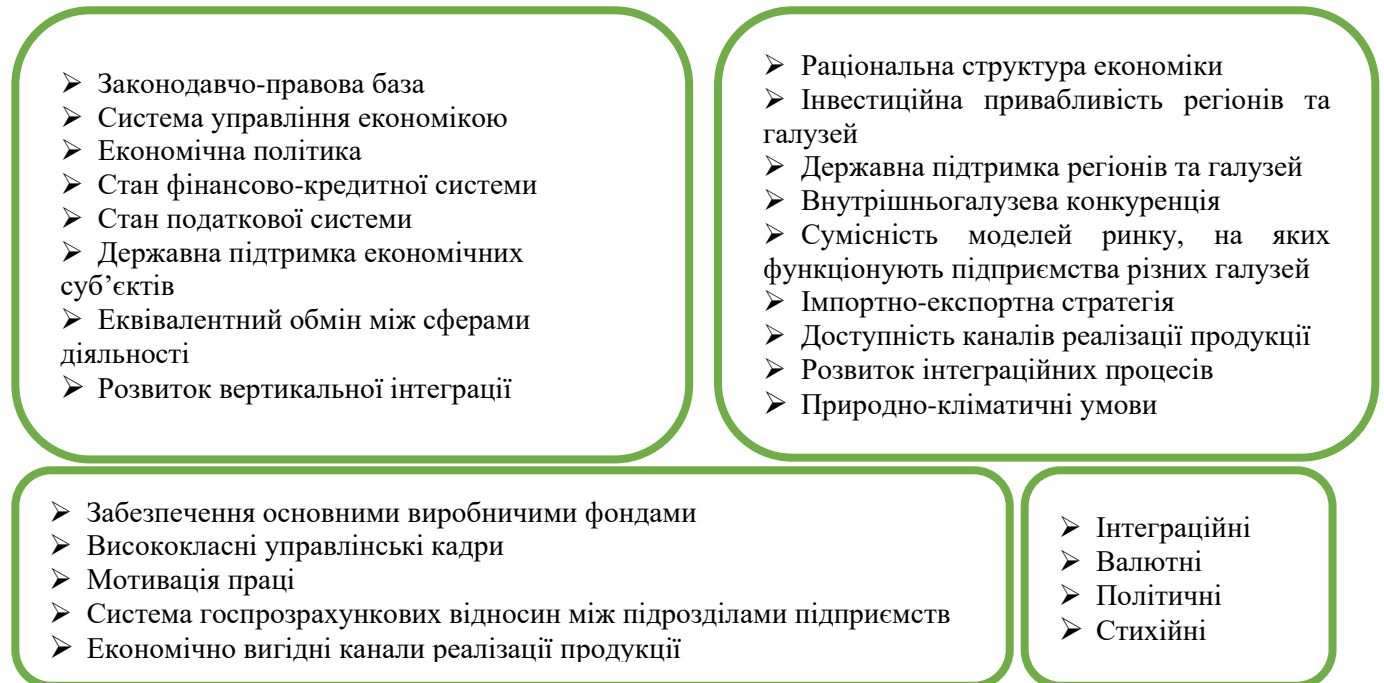 ➢ Законодавчо-правова база
➢ Система управління економікою
➢ Економічна політика
➢ Стан фінансово-кредитної системи
➢ Стан податкової системи
➢ Державна підтримка економічних
суб’єктів
➢ Еквівалентний обмін між сферами
діяльності
➢ Розвиток вертикальної інтеграції
➢ Раціональна структура економіки
➢ Інвестиційна привабливість регіонів та
галузей
➢ Державна підтримка регіонів та галузей
➢ Внутрішньогалузева конкуренція
➢ Сумісність моделей ринку, на яких
функціонують підприємства різних галузей
➢ Імпортно-експортна стратегія
➢ Доступність каналів реалізації продукції
➢ Розвиток інтеграційних процесів
➢ Природно-кліматичні умови
➢ Забезпечення основними виробничими фондами
➢ Висококласні управлінські кадри
➢ Мотивація праці
➢ Система госпрозрахункових відносин між підрозділами підприємств
➢ Економічно вигідні канали реалізації продукції
➢ Інтеграційні
➢ Валютні
➢ Політичні
➢ Стихійні